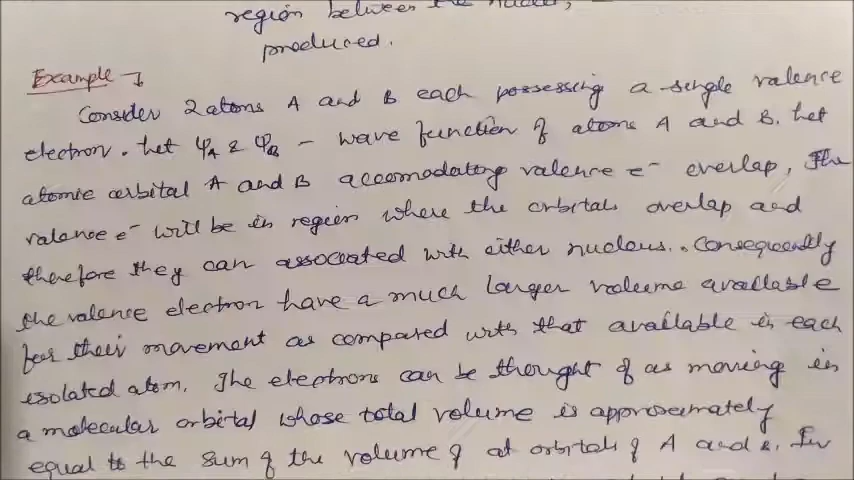 region between the nuclei,
produced.
Example →
Consider 2 atoms A and B each possessing a single valence
electron. Let ψA & ψB - wave function of atoms A and B. Let
atomic orbital A and B accomodating valence e- overlap, The
valance e- will be in region where the orbitals overlap and
therefore they can associated with either nucleus. Consequently
the valence electron have a much larger volume available
for their movement as compared with that available in each
isolated atom. The electrons can be thought of as moving in
a molecular orbital whose total volume is approximately
equal to the sum of the volume of at orbitals of A and B. In